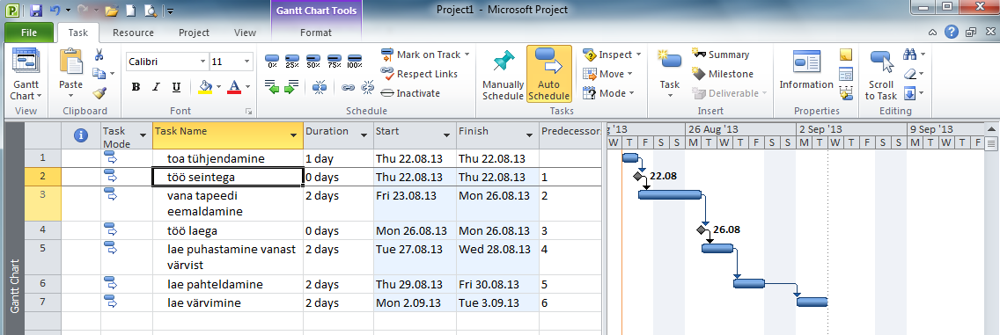 Gantt Chart Tools
Project1 - Microsoft Project
File Task Resource Project View Format
Gantt Chart
View
Paste
Clipboard
Calibri 11
B I U A
Font
0% 25% 50% 75% 100%
Mark on Track
Respect Links
Inactivate
Schedule
Manually Schedule
Auto Schedule
Inspect
Move
Mode
Tasks
Task
Summary
Milestone
Deliverable
Insert
Information
Properties
Scroll to Task
Editing
Task Mode Task Name Duration Start Finish Predecessors
1 toa tühjendamine 1 day Thu 22.08.13 Thu 22.08.13
2 töö seintega 0 days Thu 22.08.13 Thu 22.08.13 1
3 vana tapeedi eemaldamine 2 days Fri 23.08.13 Mon 26.08.13 2
4 töö laega 0 days Mon 26.08.13 Mon 26.08.13 3
5 lae puhastamine vanast värvist 2 days Tue 27.08.13 Wed 28.08.13 4
6 lae pahteldamine 2 days Thu 29.08.13 Fri 30.08.13 5
7 lae värvimine 2 days Mon 2.09.13 Tue 3.09.13 6
Gantt Chart
g '13 26 Aug '13 2 Sep '13 9 Sep '13
W T F S S M T W T F S S M T W T F S S M T W T F
22.08
26.08